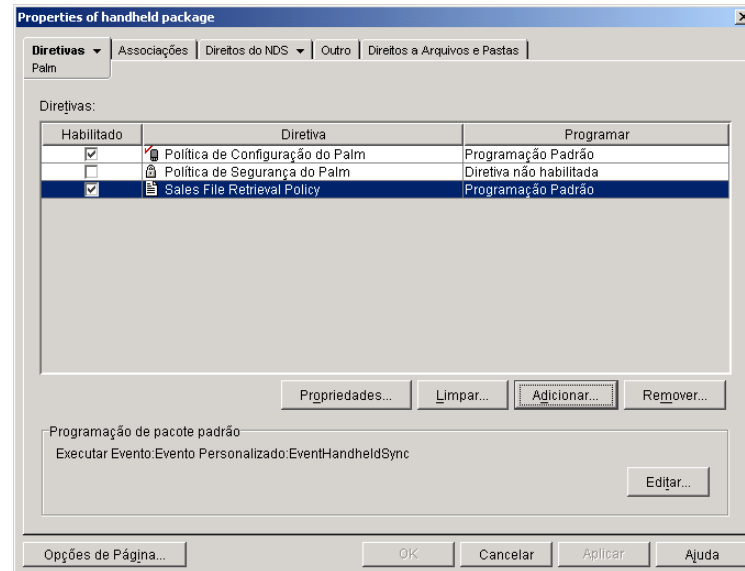 Properties of handheld package
Diretivas Associações Direitos do NDS Outro Direitos a Arquivos e Pastas
Palm
Diretivas:
Habilitado Diretiva Programar
Política de Configuração do Palm Programação Padrão
Política de Segurança do Palm Diretiva não habilitada
Sales File Retrieval Policy Programação Padrão
Propriedades... Limpar... Adicionar... Remover...
Programação de pacote padrão
Executar Evento:Evento Personalizado:EventHandheldSync
Editar...
Opções de Página... OK Cancelar Aplicar Ajuda